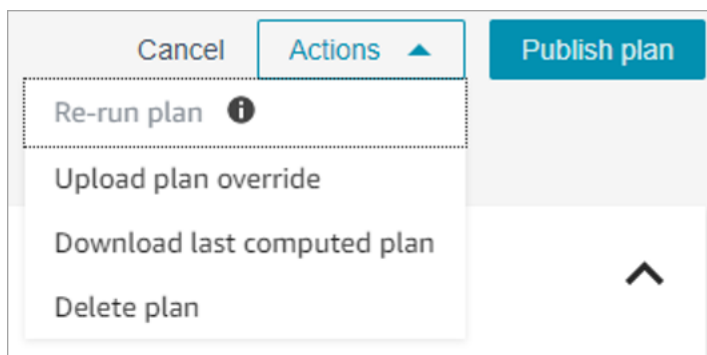 Cancel Actions Publish plan
Re-run plan
Upload plan override
Download last computed plan
Delete plan